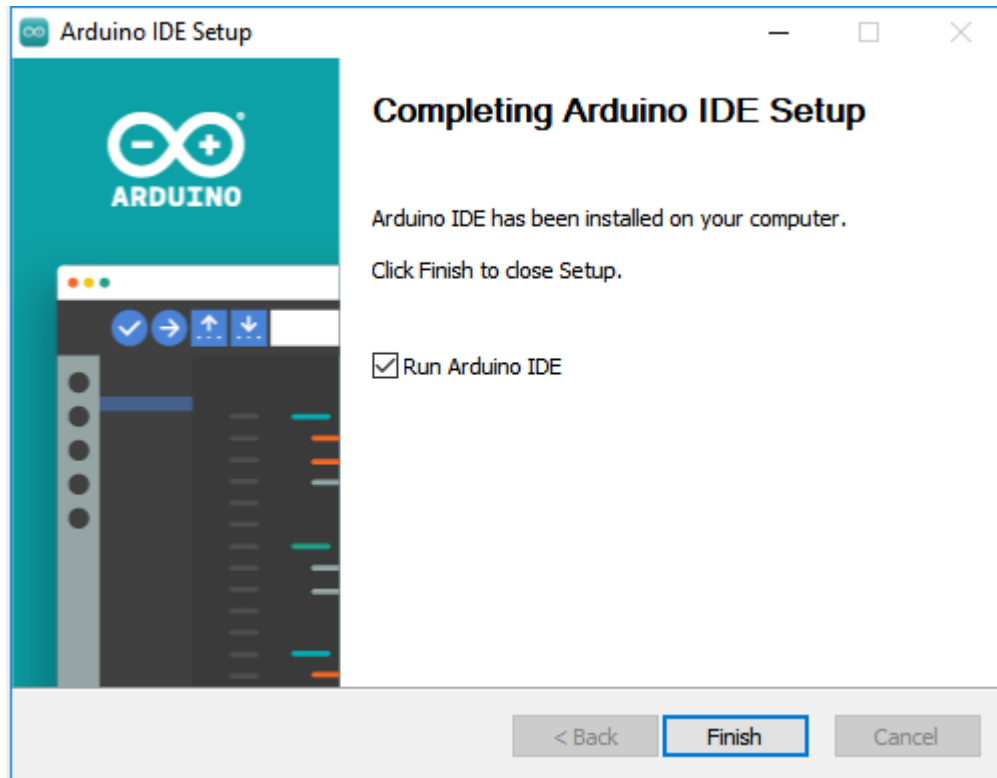 Arduino IDE Setup
ARDUINO
Completing Arduino IDE Setup
Arduino IDE has been installed on your computer.
Click Finish to close Setup.
Run Arduino IDE
< Back
Finish
Cancel